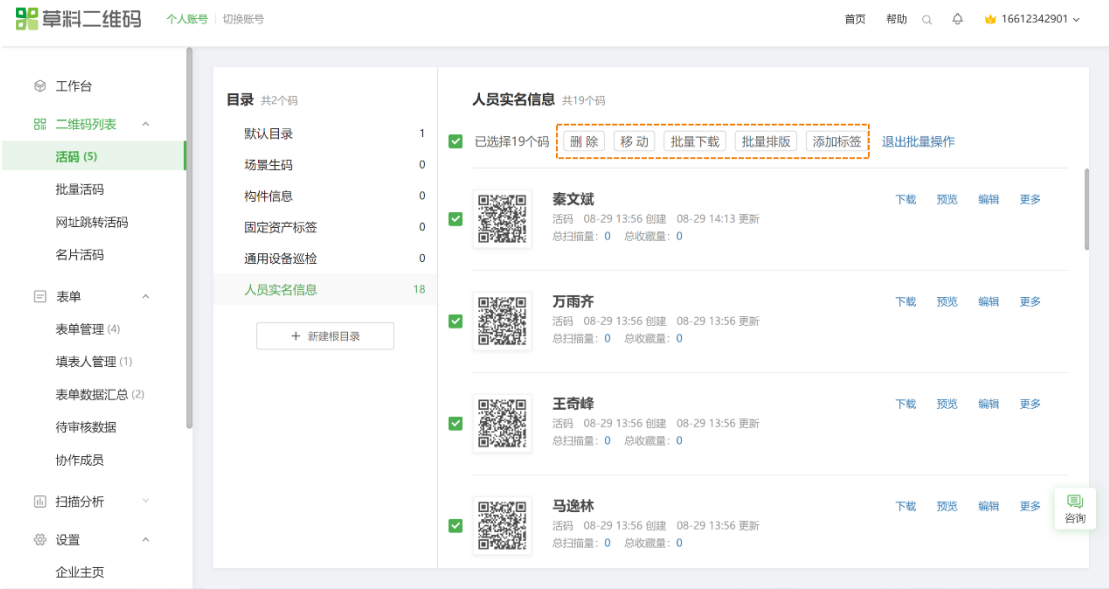 草料二维码 个人账号 切换账号 首页 帮助 16612342901
工作台
二维码列表
活码 (5)
批量活码
网址跳转活码
名片活码
表单
表单管理 (4)
填表人管理 (1)
表单数据汇总 (2)
待审核数据
协作成员
扫描分析
设置
企业主页
目录 共2个码
默认目录 1
场景生码 0
构件信息 0
固定资产标签 0
通用设备巡检 0
人员实名信息 18
+ 新建根目录
人员实名信息 共19个码
已选择19个码 删除 移动 批量下载 批量排版 添加标签 退出批量操作
秦文斌 下载 预览 编辑 更多
活码 08-29 13:56 创建 08-29 14:13 更新
总扫描量: 0 总收藏量: 0
万雨齐 下载 预览 编辑 更多
活码 08-29 13:56 创建 08-29 13:56 更新
总扫描量: 0 总收藏量: 0
王奇峰 下载 预览 编辑 更多
活码 08-29 13:56 创建 08-29 13:56 更新
总扫描量: 0 总收藏量: 0
马逸林 下载 预览 编辑 更多
活码 08-29 13:56 创建 08-29 13:56 更新
总扫描量: 0 总收藏量: 0
咨询